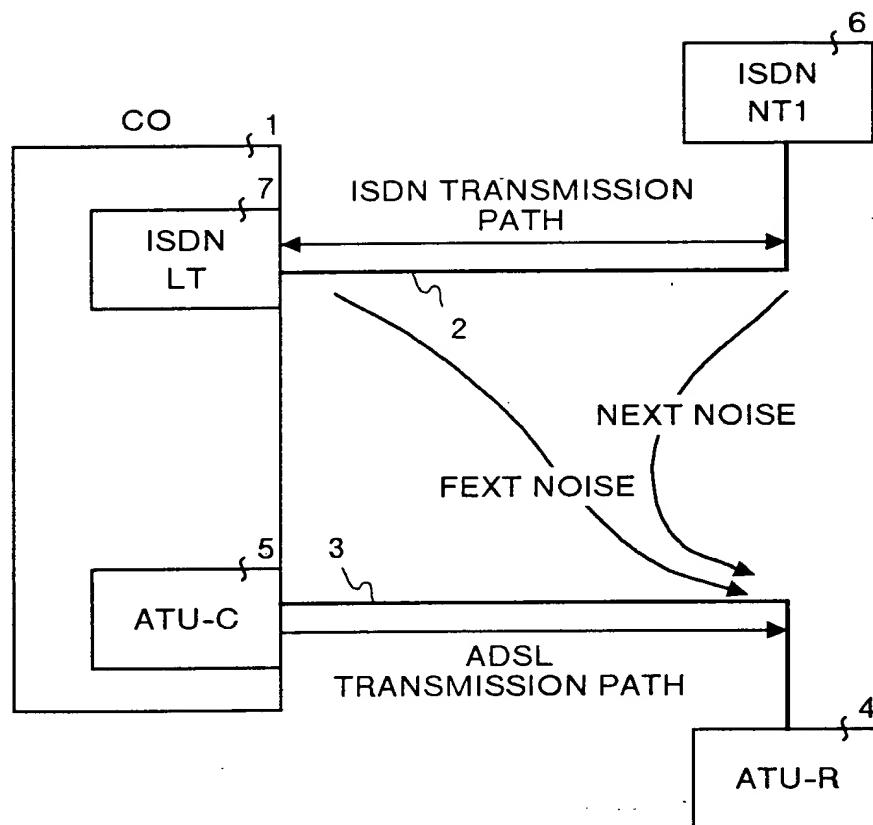 6
ISDN
NT1
CO
1
7
ISDN
LT
ISDN TRANSMISSION
PATH
2
NEXT NOISE
FEXT NOISE
5
ATU-C
3
ADSL
TRANSMISSION PATH
4
ATU-R